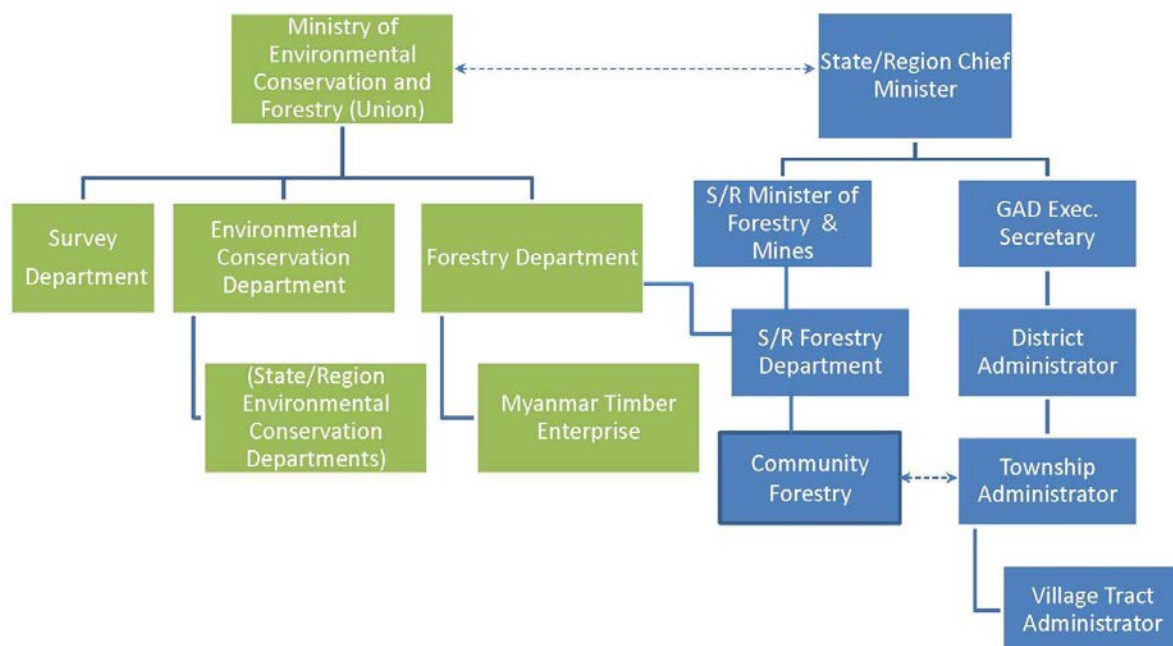 Ministry of
Environmental
Conservation and
Forestry (Union)
State/Region Chief
Minister
Survey
Department
Environmental
Conservation
Department
Forestry Department
S/R Minister of
Forestry & 
Mines
GAD Exec.
Secretary
S/R Forestry
Department
District
Administrator
(State/Region
Environmental
Conservation
Departments)
Myanmar Timber
Enterprise
Community
Forestry
Township
Administrator
Village Tract
Administrator